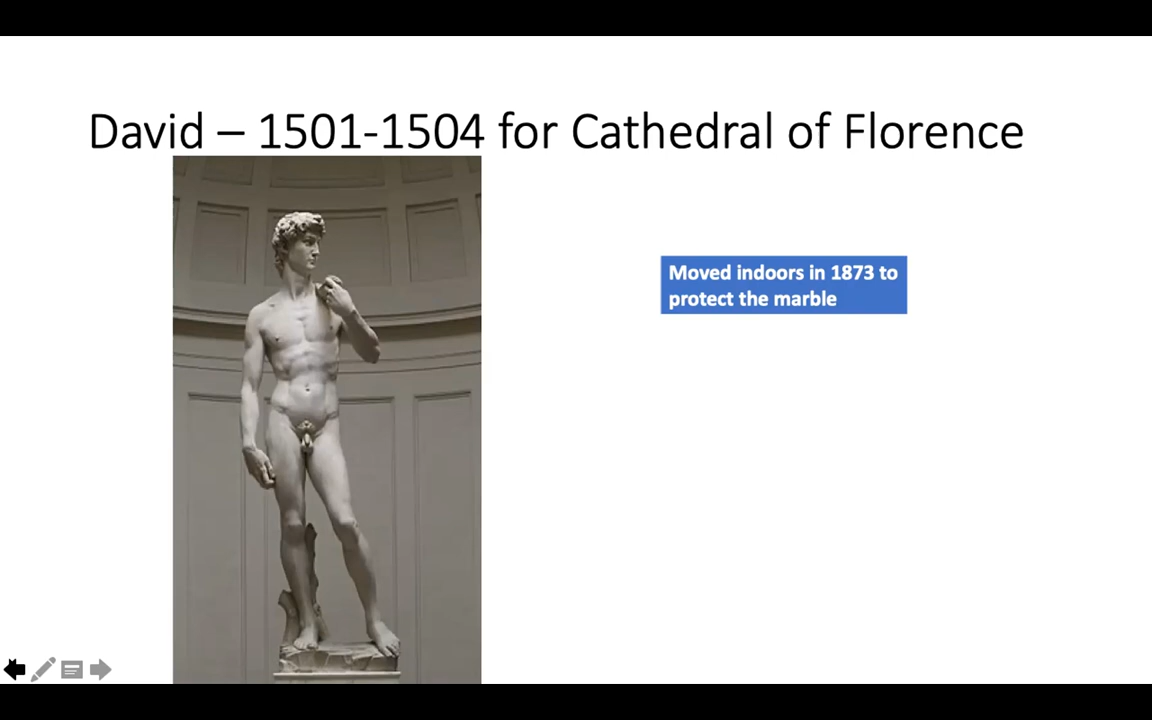 David – 1501-1504 for Cathedral of Florence
Moved indoors in 1873 to
protect the marble